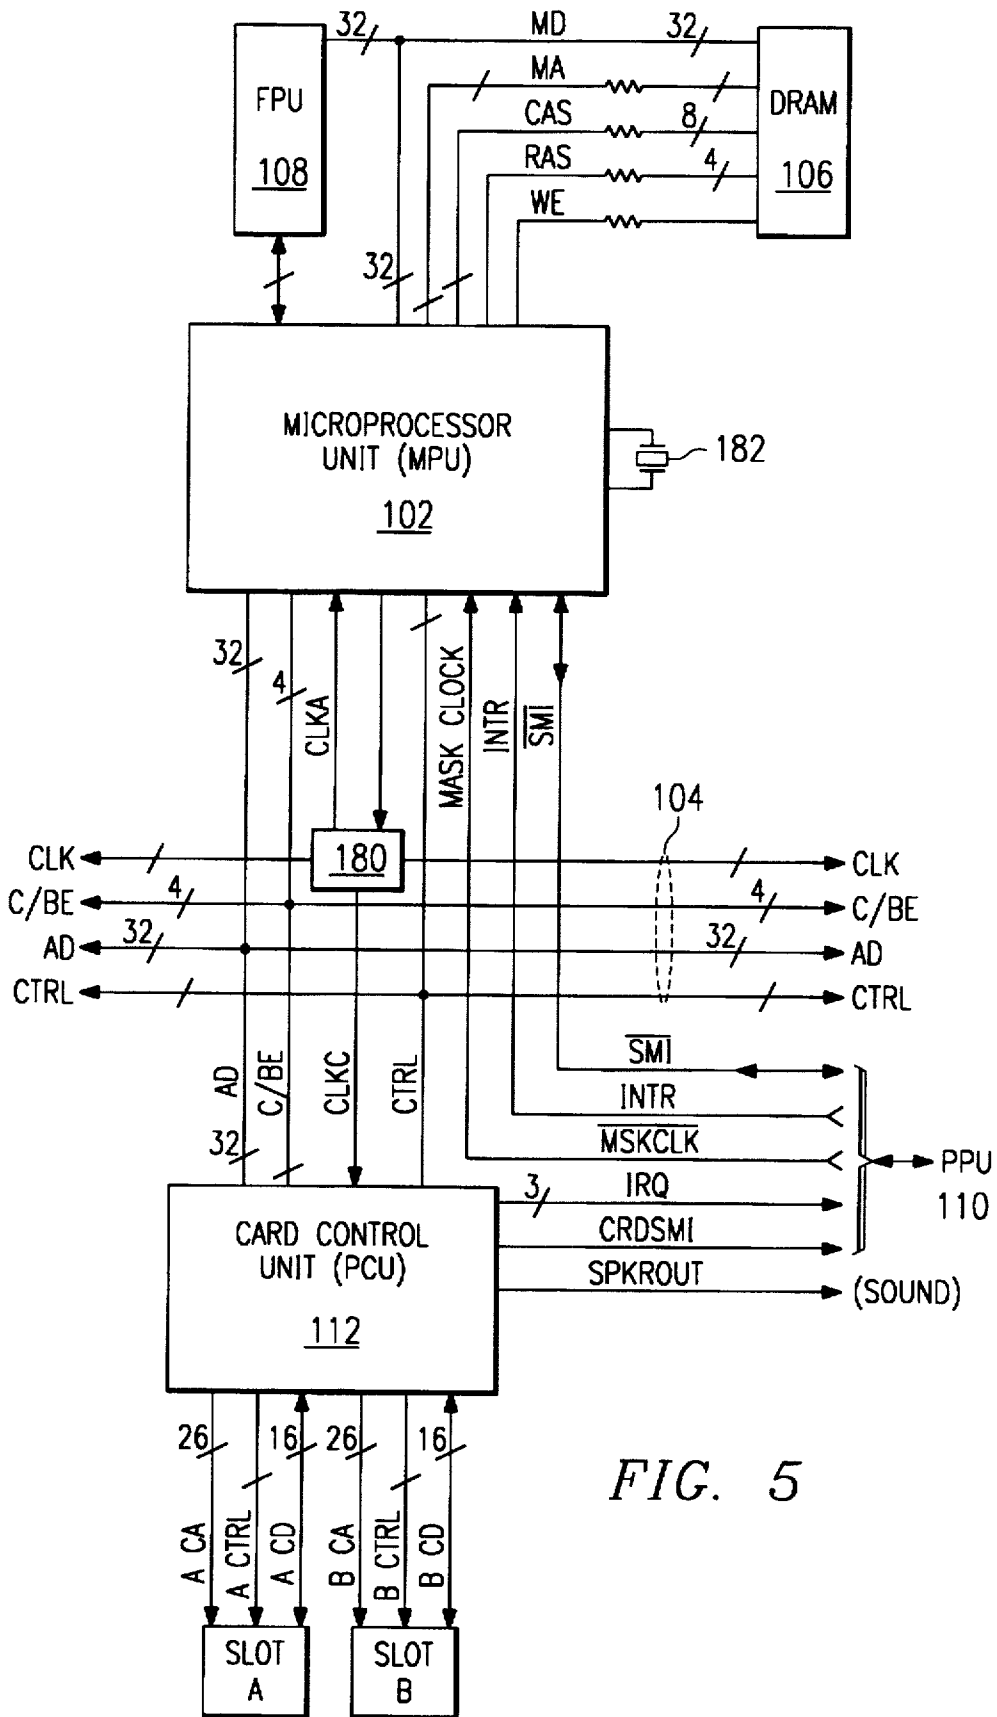 32
MD
32
FPU
108
MA
DRAM
106
CAS
8
RAS
4
WE
32
MICROPROCESSOR
UNIT (MPU)
102
182
32
4
CLKA
MASK CLOCK
INTR
SMI
104
180
CLK
CLK
C/BE
4
4
C/BE
AD
32
32
AD
CTRL
CTRL
AD
C/BE
CLKC
CTRL
32
SMI
INTR
MSKCLK
PPU
110
3
IRQ
CRDSMI
SPKROUT
(SOUND)
CARD CONTROL
UNIT (PCU)
112
26
16
26
16
A CA
A CTRL
A CD
B CA
B CTRL
B CD
FIG. 5
SLOT
A
SLOT
B